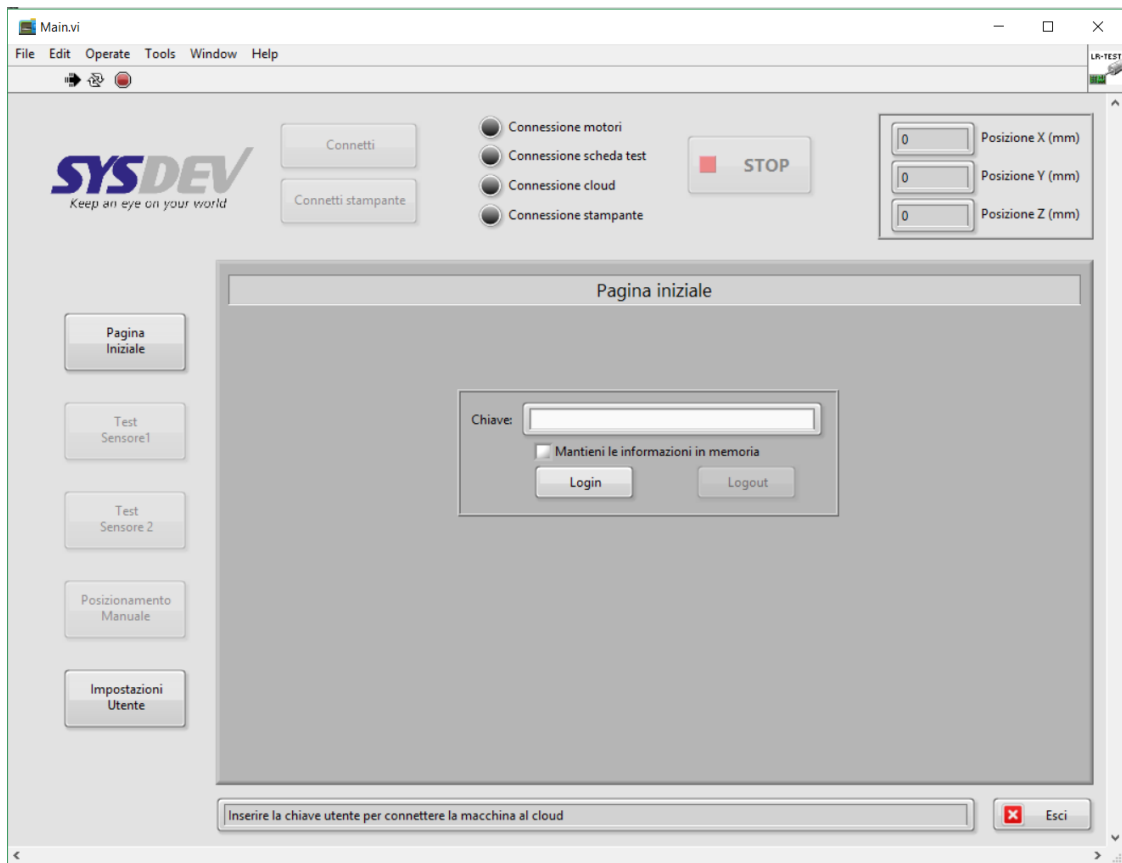 Main.vi
File Edit Operate Tools Window Help
LR-TEST
SYSDEV
Keep an eye on your world
Connetti
Connetti stampante
Connessione motori
Connessione scheda test
Connessione cloud
Connessione stampante
STOP
0 Posizione X (mm)
0 Posizione Y (mm)
0 Posizione Z (mm)
Pagina iniziale
Pagina
Iniziale
Test
Sensore1
Test
Sensore 2
Posizionamento
Manuale
Impostazioni
Utente
Chiave:
Mantieni le informazioni in memoria
Login Logout
Inserire la chiave utente per connettere la macchina al cloud
Esci